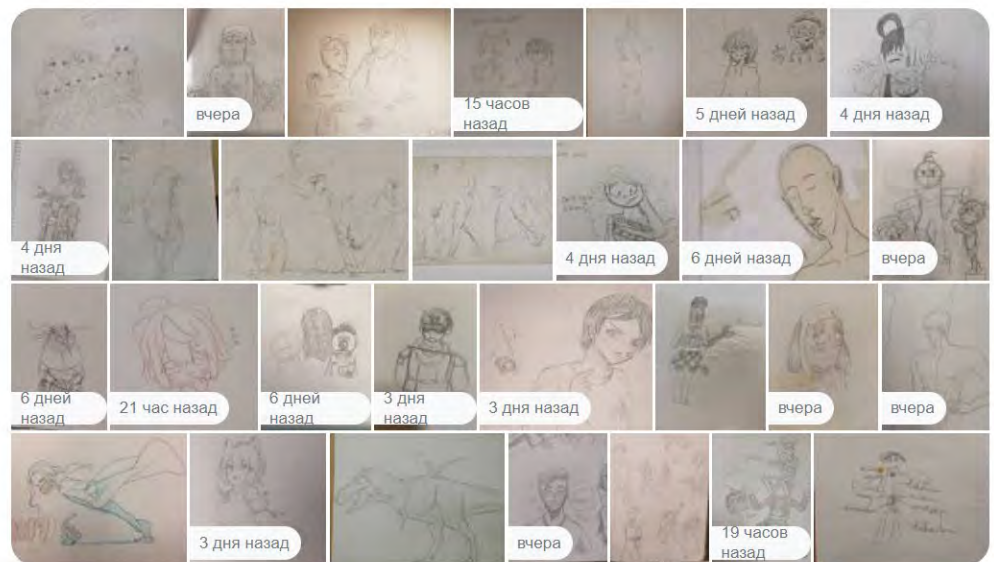 вчера
15 часов
назад
5 дней назад
4 дня назад
4 дня
назад
4 дня назад
6 дней назад
вчера
6 дней
назад
21 час назад
6 дней
назад
3 дня
назад
3 дня назад
вчера
вчера
3 дня назад
вчера
19 часов
назад